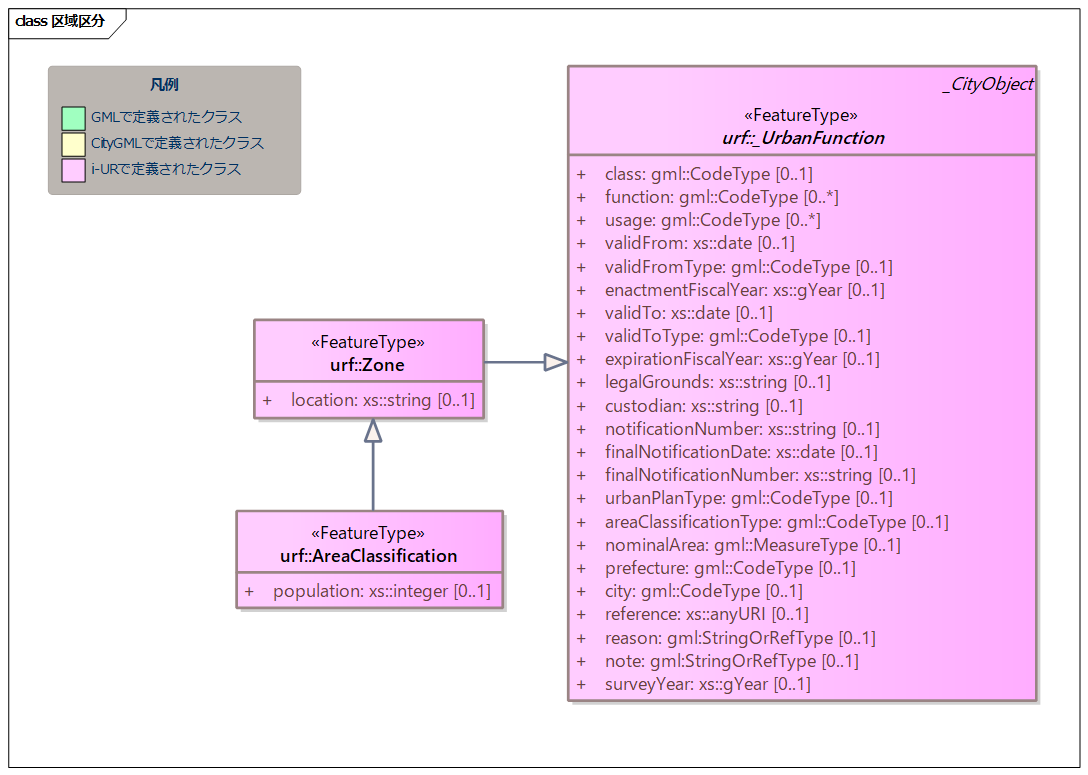 class 区域区分
凡例
GMLで定義されたクラス
CityGMLで定義されたクラス
i-URで定義されたクラス
_CityObject
«FeatureType»
urf::_UrbanFunction
+ class: gml::CodeType [0..1]
+ function: gml::CodeType [0..*]
+ usage: gml::CodeType [0..*]
+ validFrom: xs::date [0..1]
+ validFromType: gml::CodeType [0..1]
+ enactmentFiscalYear: xs::gYear [0..1]
+ validTo: xs::date [0..1]
+ validToType: gml::CodeType [0..1]
+ expirationFiscalYear: xs::gYear [0..1]
+ legalGrounds: xs::string [0..1]
+ custodian: xs::string [0..1]
+ notificationNumber: xs::string [0..1]
+ finalNotificationDate: xs::date [0..1]
+ finalNotificationNumber: xs::string [0..1]
+ urbanPlanType: gml::CodeType [0..1]
+ areaClassificationType: gml::CodeType [0..1]
+ nominalArea: gml::MeasureType [0..1]
+ prefecture: gml::CodeType [0..1]
+ city: gml::CodeType [0..1]
+ reference: xs::anyURI [0..1]
+ reason: gml:StringOrRefType [0..1]
+ note: gml:StringOrRefType [0..1]
+ surveyYear: xs::gYear [0..1]
«FeatureType»
urf::Zone
+ location: xs::string [0..1]
«FeatureType»
urf::AreaClassification
+ population: xs::integer [0..1]